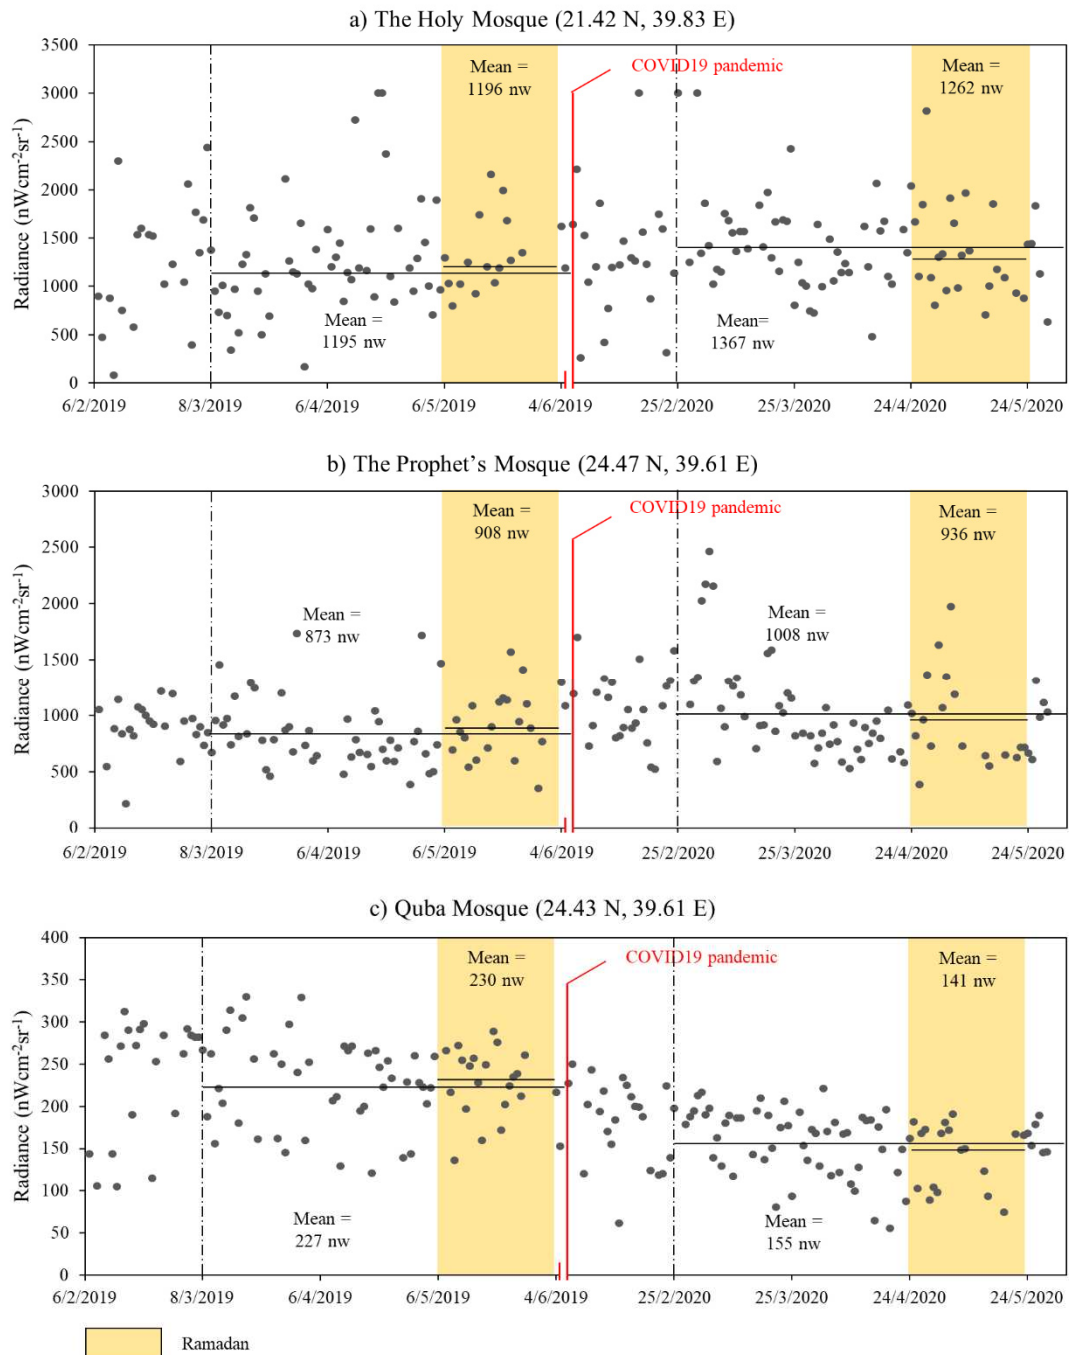 a) The Holy Mosque (21.42 N, 39.83 E)
Radiance (nWcm-2sr-1)
3500
3000
2500
2000
1500
1000
500
0
Mean =
1196 nw
COVID19 pandemic
Mean =
1262 nw
Mean =
1195 nw
Mean=
1367 nw
6/2/2019 8/3/2019 6/4/2019 6/5/2019 4/6/2019 25/2/2020 25/3/2020 24/4/2020 24/5/2020
b) The Prophet's Mosque (24.47 N, 39.61 E)
Radiance (nWcm-2sr-1)
3000
2500
2000
1500
1000
500
0
Mean =
908 nw
COVID19 pandemic
Mean =
936 nw
Mean =
873 nw
Mean =
1008 nw
6/2/2019 8/3/2019 6/4/2019 6/5/2019 4/6/2019 25/2/2020 25/3/2020 24/4/2020 24/5/2020
c) Quba Mosque (24.43 N, 39.61 E)
Radiance (nWcm-2sr-1)
400
350
300
250
200
150
100
50
0
Mean =
230 nw
COVID19 pandemic
Mean =
141 nw
Mean =
227 nw
Mean =
155 nw
6/2/2019 8/3/2019 6/4/2019 6/5/2019 4/6/2019 25/2/2020 25/3/2020 24/4/2020 24/5/2020
Ramadan